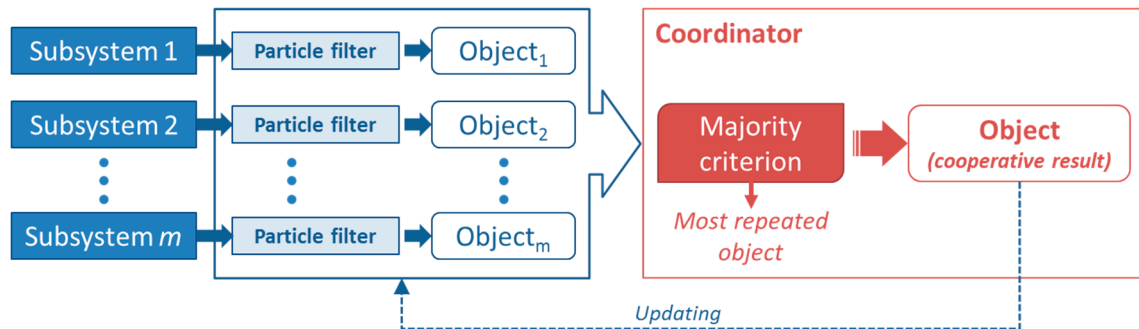 Subsystem 1
Particle filter
Object₁
Subsystem 2
Particle filter
Object₂
Subsystem m
Particle filter
Objectₘ
Coordinator
Majority
criterion
Most repeated
object
Object
(cooperative result)
Updating